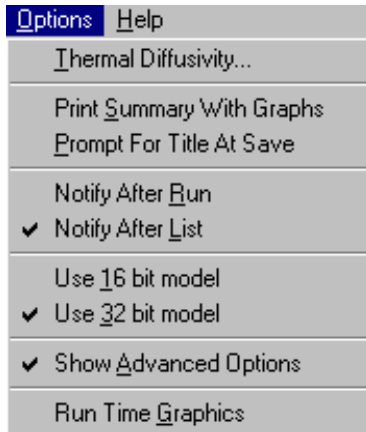 Options Help
Thermal Diffusivity...
Print Summary With Graphs
Prompt For Title At Save
Notify After Run
Notify After List
Use 16 bit model
Use 32 bit model
Show Advanced Options
Run Time Graphics